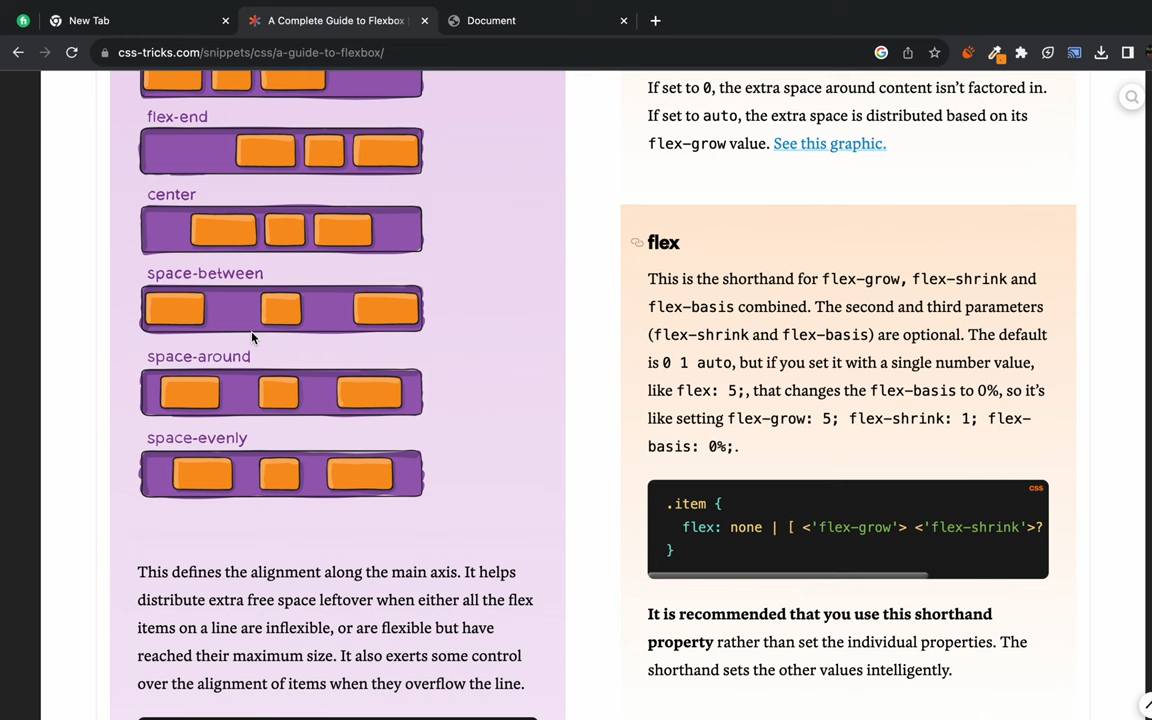 New Tab
A Complete Guide to Flexbox
Document
css-tricks.com/snippets/css/a-guide-to-flexbox/
flex-end
center
space-between
space-around
space-evenly
This defines the alignment along the main axis. It helps
distribute extra free space leftover when either all the flex
items on a line are inflexible, or are flexible but have
reached their maximum size. It also exerts some control
over the alignment of items when they overflow the line.
If set to 0, the extra space around content isn't factored in.
If set to auto, the extra space is distributed based on its
flex-grow value. See this graphic.
flex
This is the shorthand for flex-grow, flex-shrink and
flex-basis combined. The second and third parameters
(flex-shrink and flex-basis) are optional. The default
is 0 1 auto, but if you set it with a single number value,
like flex: 5;, that changes the flex-basis to 0%, so it's
like setting flex-grow: 5; flex-shrink: 1; flex-
basis: 0%;.
CSS
.item {
flex: none | [ <'flex-grow'> <'flex-shrink'>?
}
It is recommended that you use this shorthand
property rather than set the individual properties. The
shorthand sets the other values intelligently.